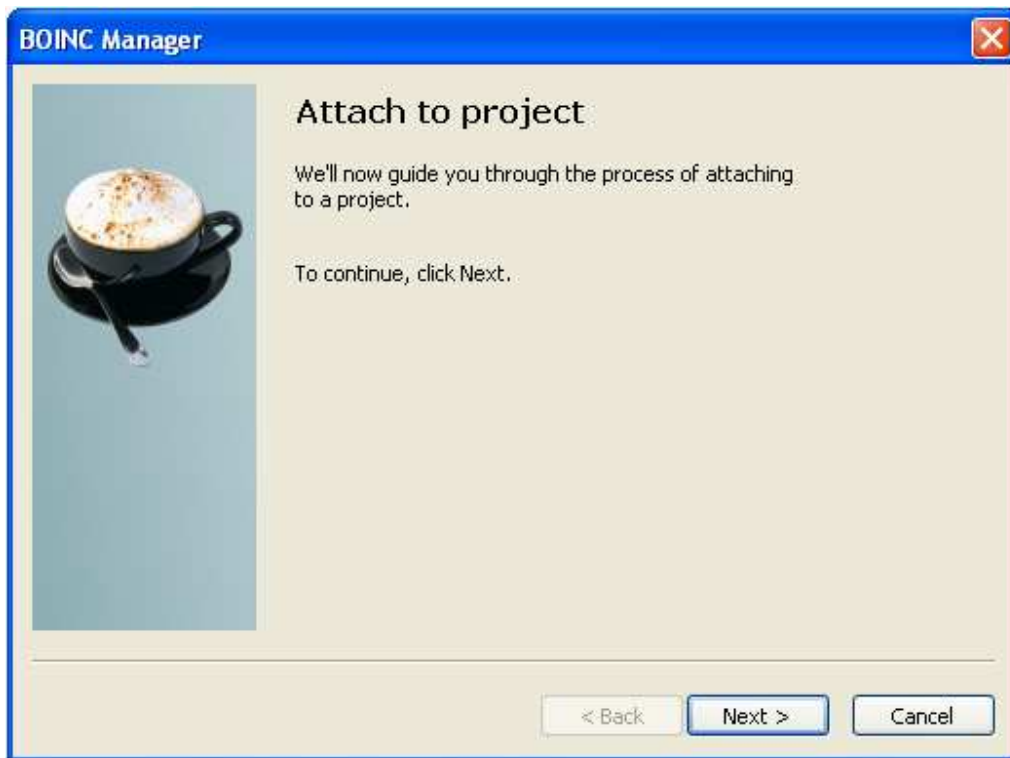 BOINC Manager
Attach to project
We'll now guide you through the process of attaching
to a project.
To continue, click Next.
< Back Next > Cancel